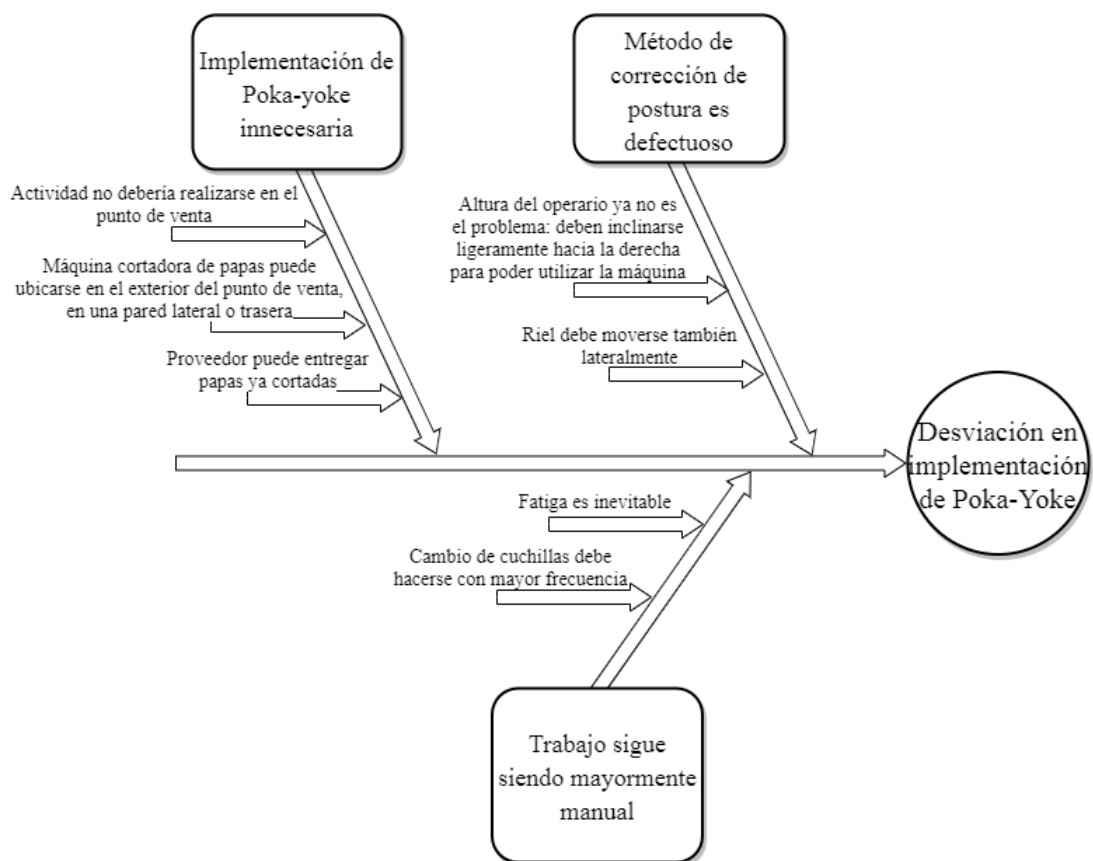 Implementación de
Poka-yoke
innecesaria
Método de
corrección de
postura es
defectuoso
Actividad no debería realizarse en el
punto de venta
Máquina cortadora de papas puede
ubicarse en el exterior del punto de venta,
en una pared lateral o trasera
Proveedor puede entregar
papas ya cortadas
Altura del operario ya no es
el problema: deben inclinarse
ligeramente hacia la derecha
para poder utilizar la máquina
Riel debe moverse también
lateralmente
Desviación en
implementación
de Poka-Yoke
Fatiga es inevitable
Cambio de cuchillas debe
hacerse con mayor frecuencia
Trabajo sigue
siendo mayormente
manual